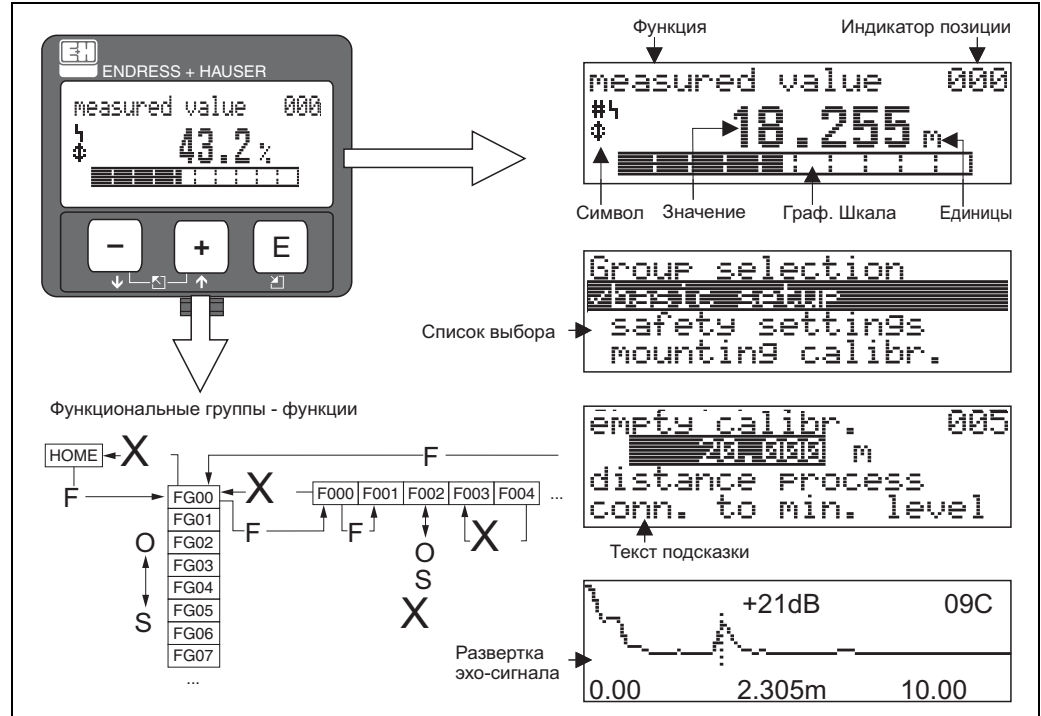 ENDRESS + HAUSER
measured value 000
43.2 %
−
+
E
Функция
Индикатор позиции
measured value 000
18.255 m
Символ
Значение
Граф. Шкала
Единицы
Group selection
basic setup
safety settings
mounting calibr.
Список выбора
empty calibr. 005
20.000 m
distance process
conn. to min. level
Текст подсказки
+21dB 09C
0.00 2.305m 10.00
Развертка
эхо-сигнала
Функциональные группы - функции
HOME
X
F
F
FG00
X
F000 F001 F002 F003 F004 ...
FG01
F
F
X
FG02
FG03
FG04
FG05
FG06
FG07
...
O
S
O
S
X